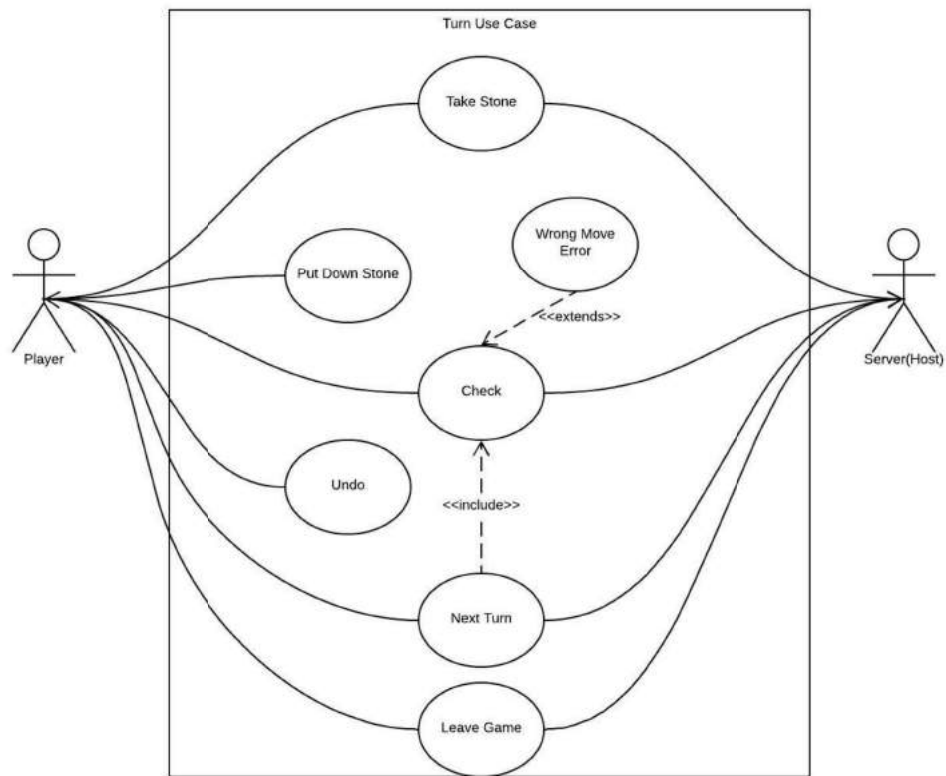 Turn Use Case
Take Stone
Wrong Move
Error
Put Down Stone
<<extends>>
Player
Server(Host)
Check
Undo
<<include>>
Next Turn
Leave Game